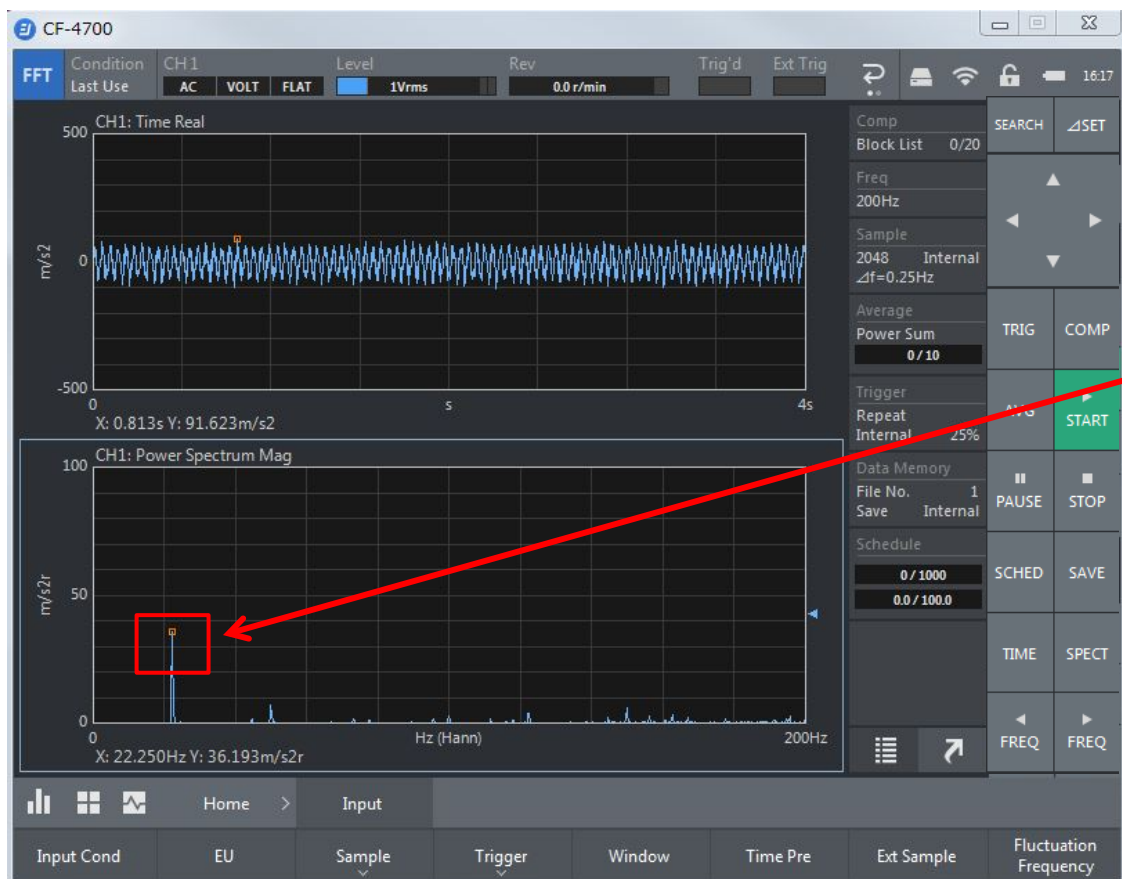 CF-4700
FFT Condition Last Use CH1 AC VOLT FLAT Level 1Vrms Rev 0.0 r/min Trig'd Ext Trig 16:17
CH1: Time Real
500
m/s2
0
-500
0 s 4s
X: 0.813s Y: 91.623m/s2
CH1: Power Spectrum Mag
100
m/s2r
50
0
0 Hz (Hann) 200Hz
X: 22.250Hz Y: 36.193m/s2r
Comp
Block List 0/20
Freq
200Hz
Sample
2048 Internal
⊿f=0.25Hz
Average
Power Sum
0 / 10
Trigger
Repeat
Internal 25%
Data Memory
File No. 1
Save Internal
Schedule
0 / 1000
0.0 / 100.0
SEARCH ⊿SET
TRIG COMP
AVG START
PAUSE STOP
SCHED SAVE
TIME SPECT
FREQ FREQ
Home > Input
Input Cond EU Sample Trigger Window Time Pre Ext Sample Fluctuation Frequency